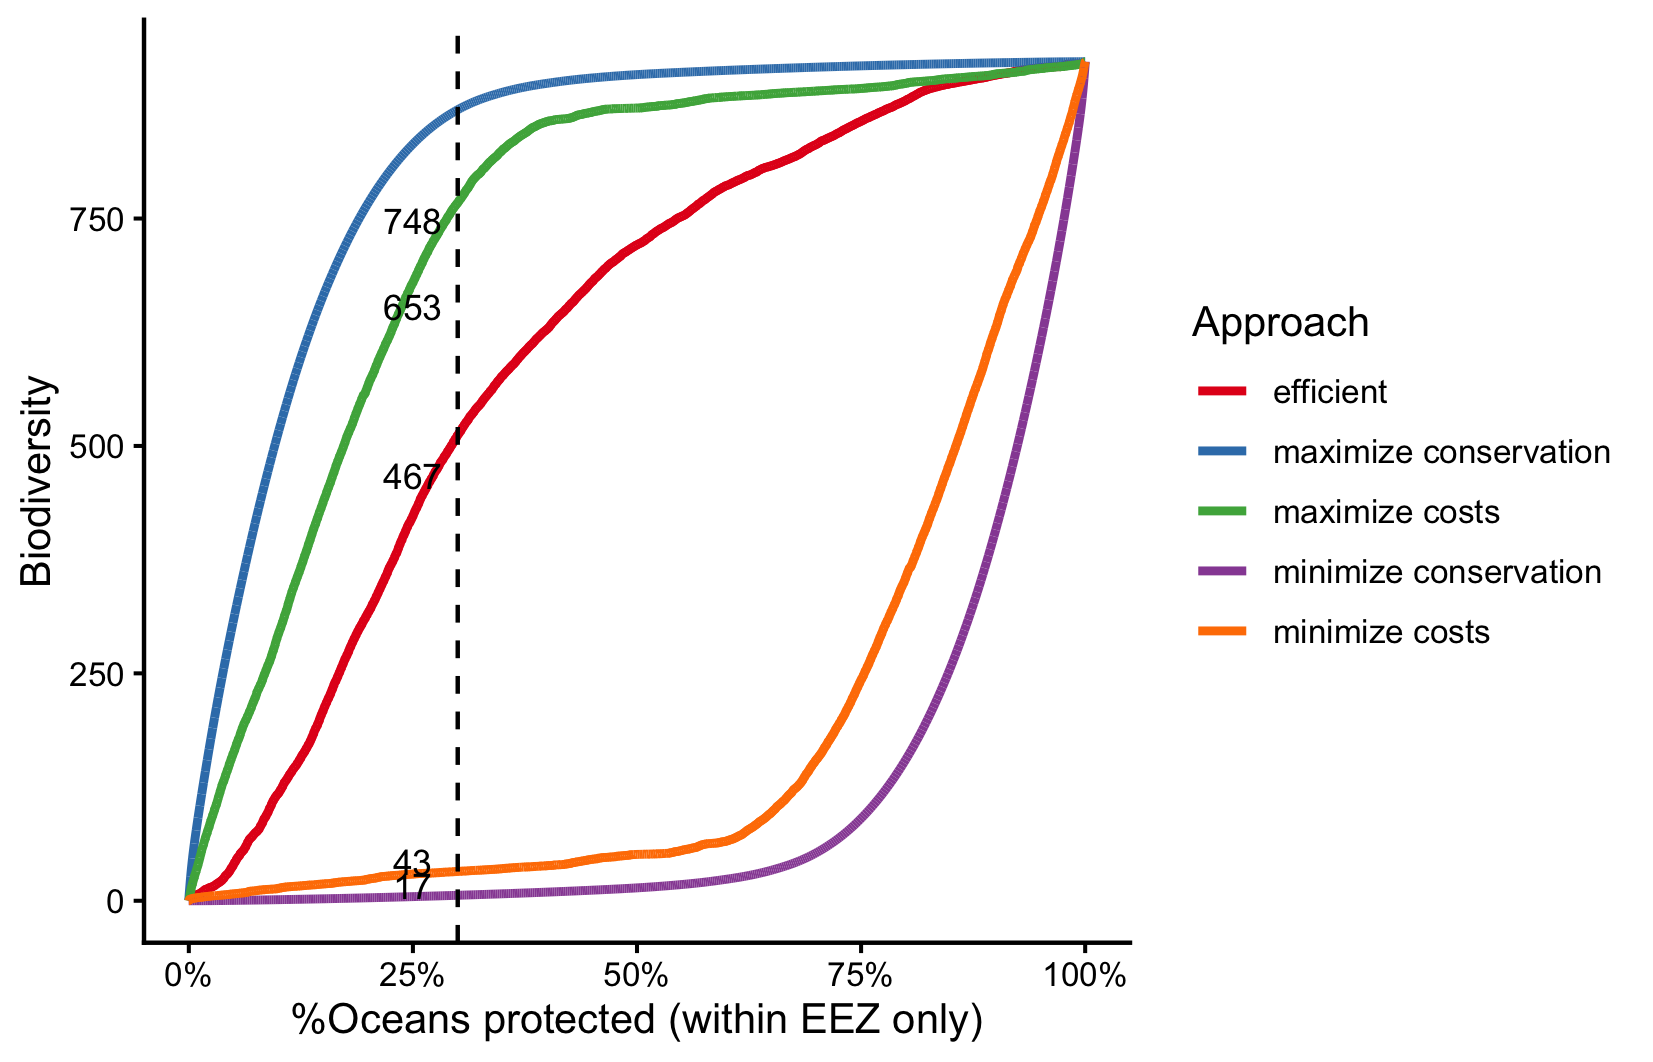 Biodiversity
750
500
250
0
748
653
467
43
17
0%
25%
50%
75%
100%
%Oceans protected (within EEZ only)
Approach
efficient
maximize conservation
maximize costs
minimize conservation
minimize costs